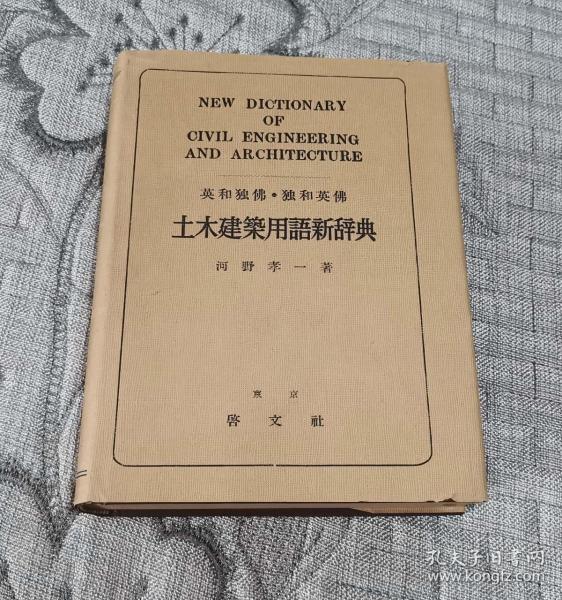 NEW DICTIONARY
OF
CIVIL ENGINEERING
AND ARCHITECTURE
英和独佛・独和英佛
土木建築用語新辞典
河野孝一著
東京
啓文社
孔夫子旧书网
www.kongfz.com